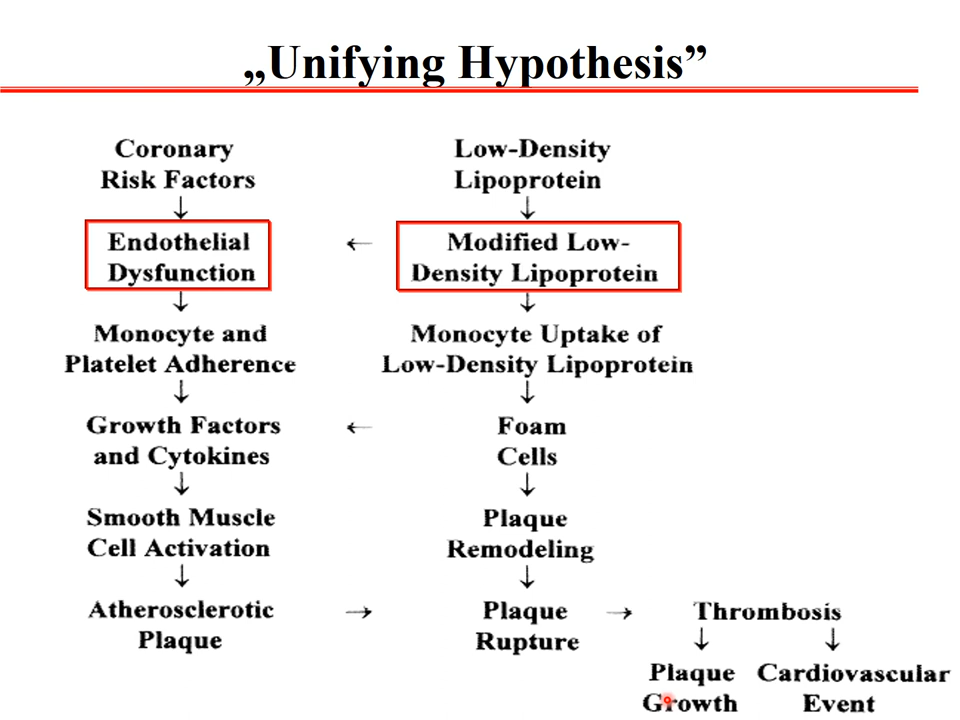 „Unifying Hypothesis”
Coronary
Risk Factors
↓
Endothelial
Dysfunction
↓
Monocyte and
Platelet Adherence
↓
Growth Factors
and Cytokines
↓
Smooth Muscle
Cell Activation
↓
Atherosclerotic
Plaque
Low-Density
Lipoprotein
↓
← Modified Low-
Density Lipoprotein
↓
Monocyte Uptake of
Low-Density Lipoprotein
↓
← Foam
Cells
↓
Plaque
Remodeling
↓
→ Plaque
Rupture
→ Thrombosis
↓ ↓
Plaque
Growth
Cardiovascular
Event